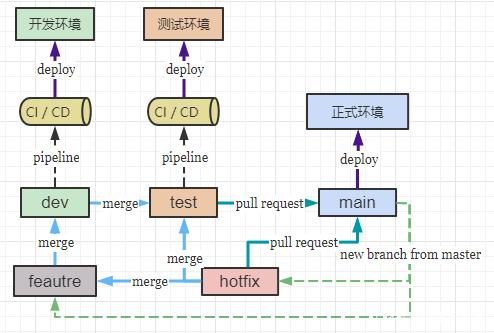 开发环境
测试环境
deploy
deploy
CI / CD
CI / CD
正式环境
pipeline
pipeline
deploy
dev
merge
test
pull request
main
merge
merge
pull request
new branch from master
feautre
merge
hotfix